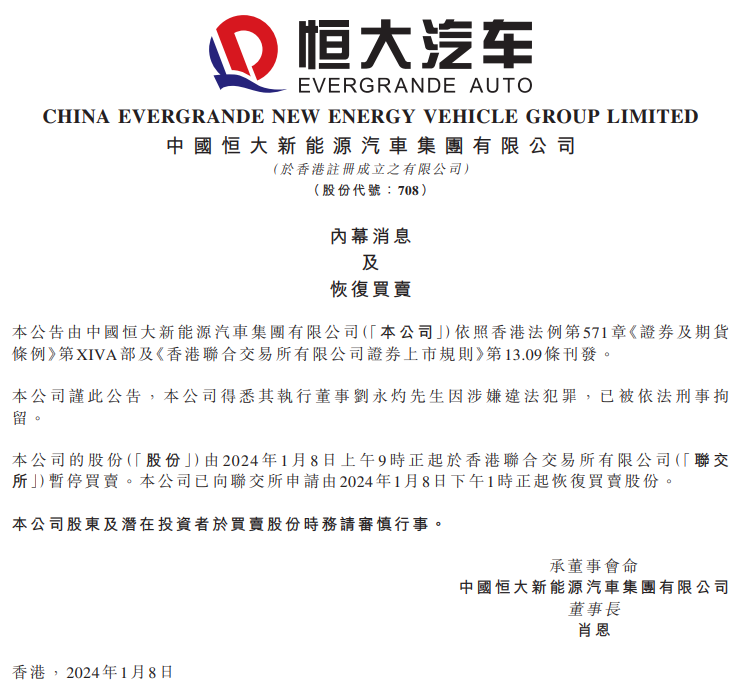 恒大汽车
EVERGRANDE AUTO
CHINA EVERGRANDE NEW ENERGY VEHICLE GROUP LIMITED
中國恒大新能源汽車集團有限公司
（於香港註冊成立之有限公司）
（股份代號：708）
內幕消息
及
恢復買賣
本公告由中國恒大新能源汽車集團有限公司(「本公司」)依照香港法例第571章《證券及期貨
條例》第XIVA部及《香港聯合交易所有限公司證券上市規則》第13.09條刊發。
本公司謹此公告，本公司得悉其執行董事劉永灼先生因涉嫌違法犯罪，已被依法刑事拘
留。
本公司的股份(「股份」)由2024年1月8日上午9時正起於香港聯合交易所有限公司(「聯交
所」)暫停買賣。本公司已向聯交所申請由2024年1月8日下午1時正起恢復買賣股份。
本公司股東及潛在投資者於買賣股份時務請審慎行事。
承董事會命
中國恒大新能源汽車集團有限公司
董事長
肖恩
香港，2024年1月8日